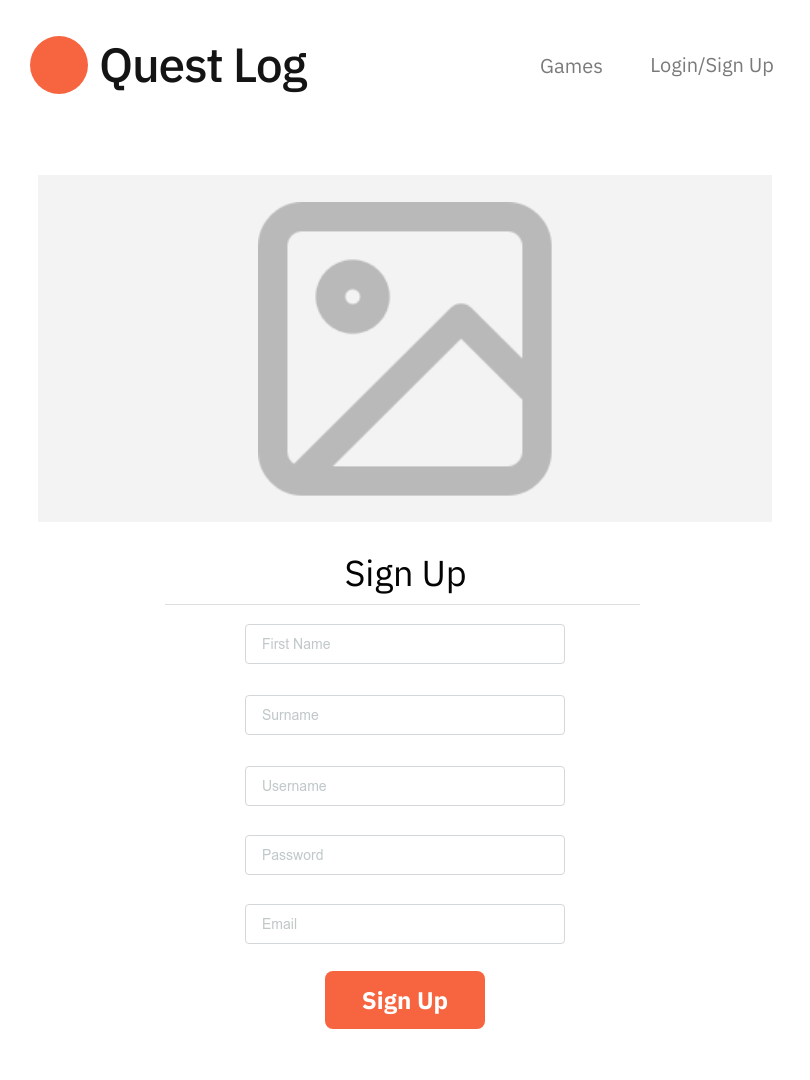 Quest Log
Games
Login/Sign Up
Sign Up
First Name
Surname
Username
Password
Email
Sign Up